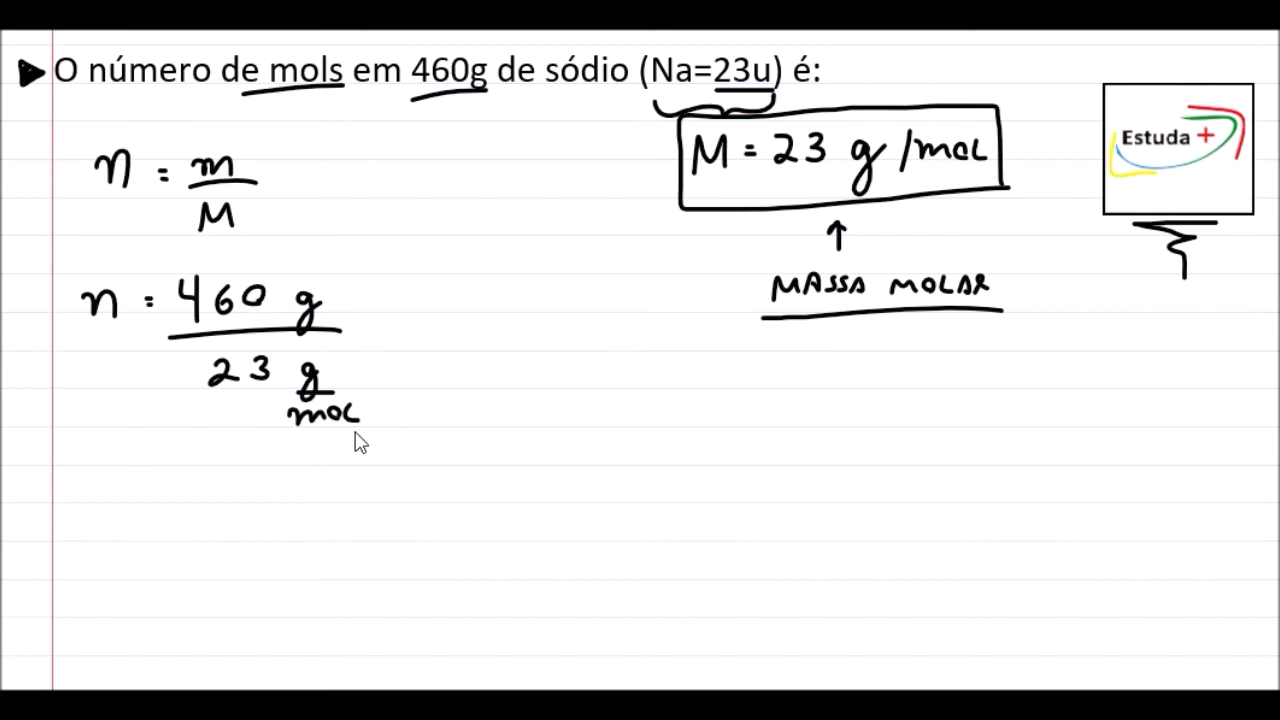 O número de mols em 460g de sódio (Na=23u) é:
Estuda +
M = 23 g/mol
n = m
M
MASSA MOLAR
n = 460 g
23 g
mol